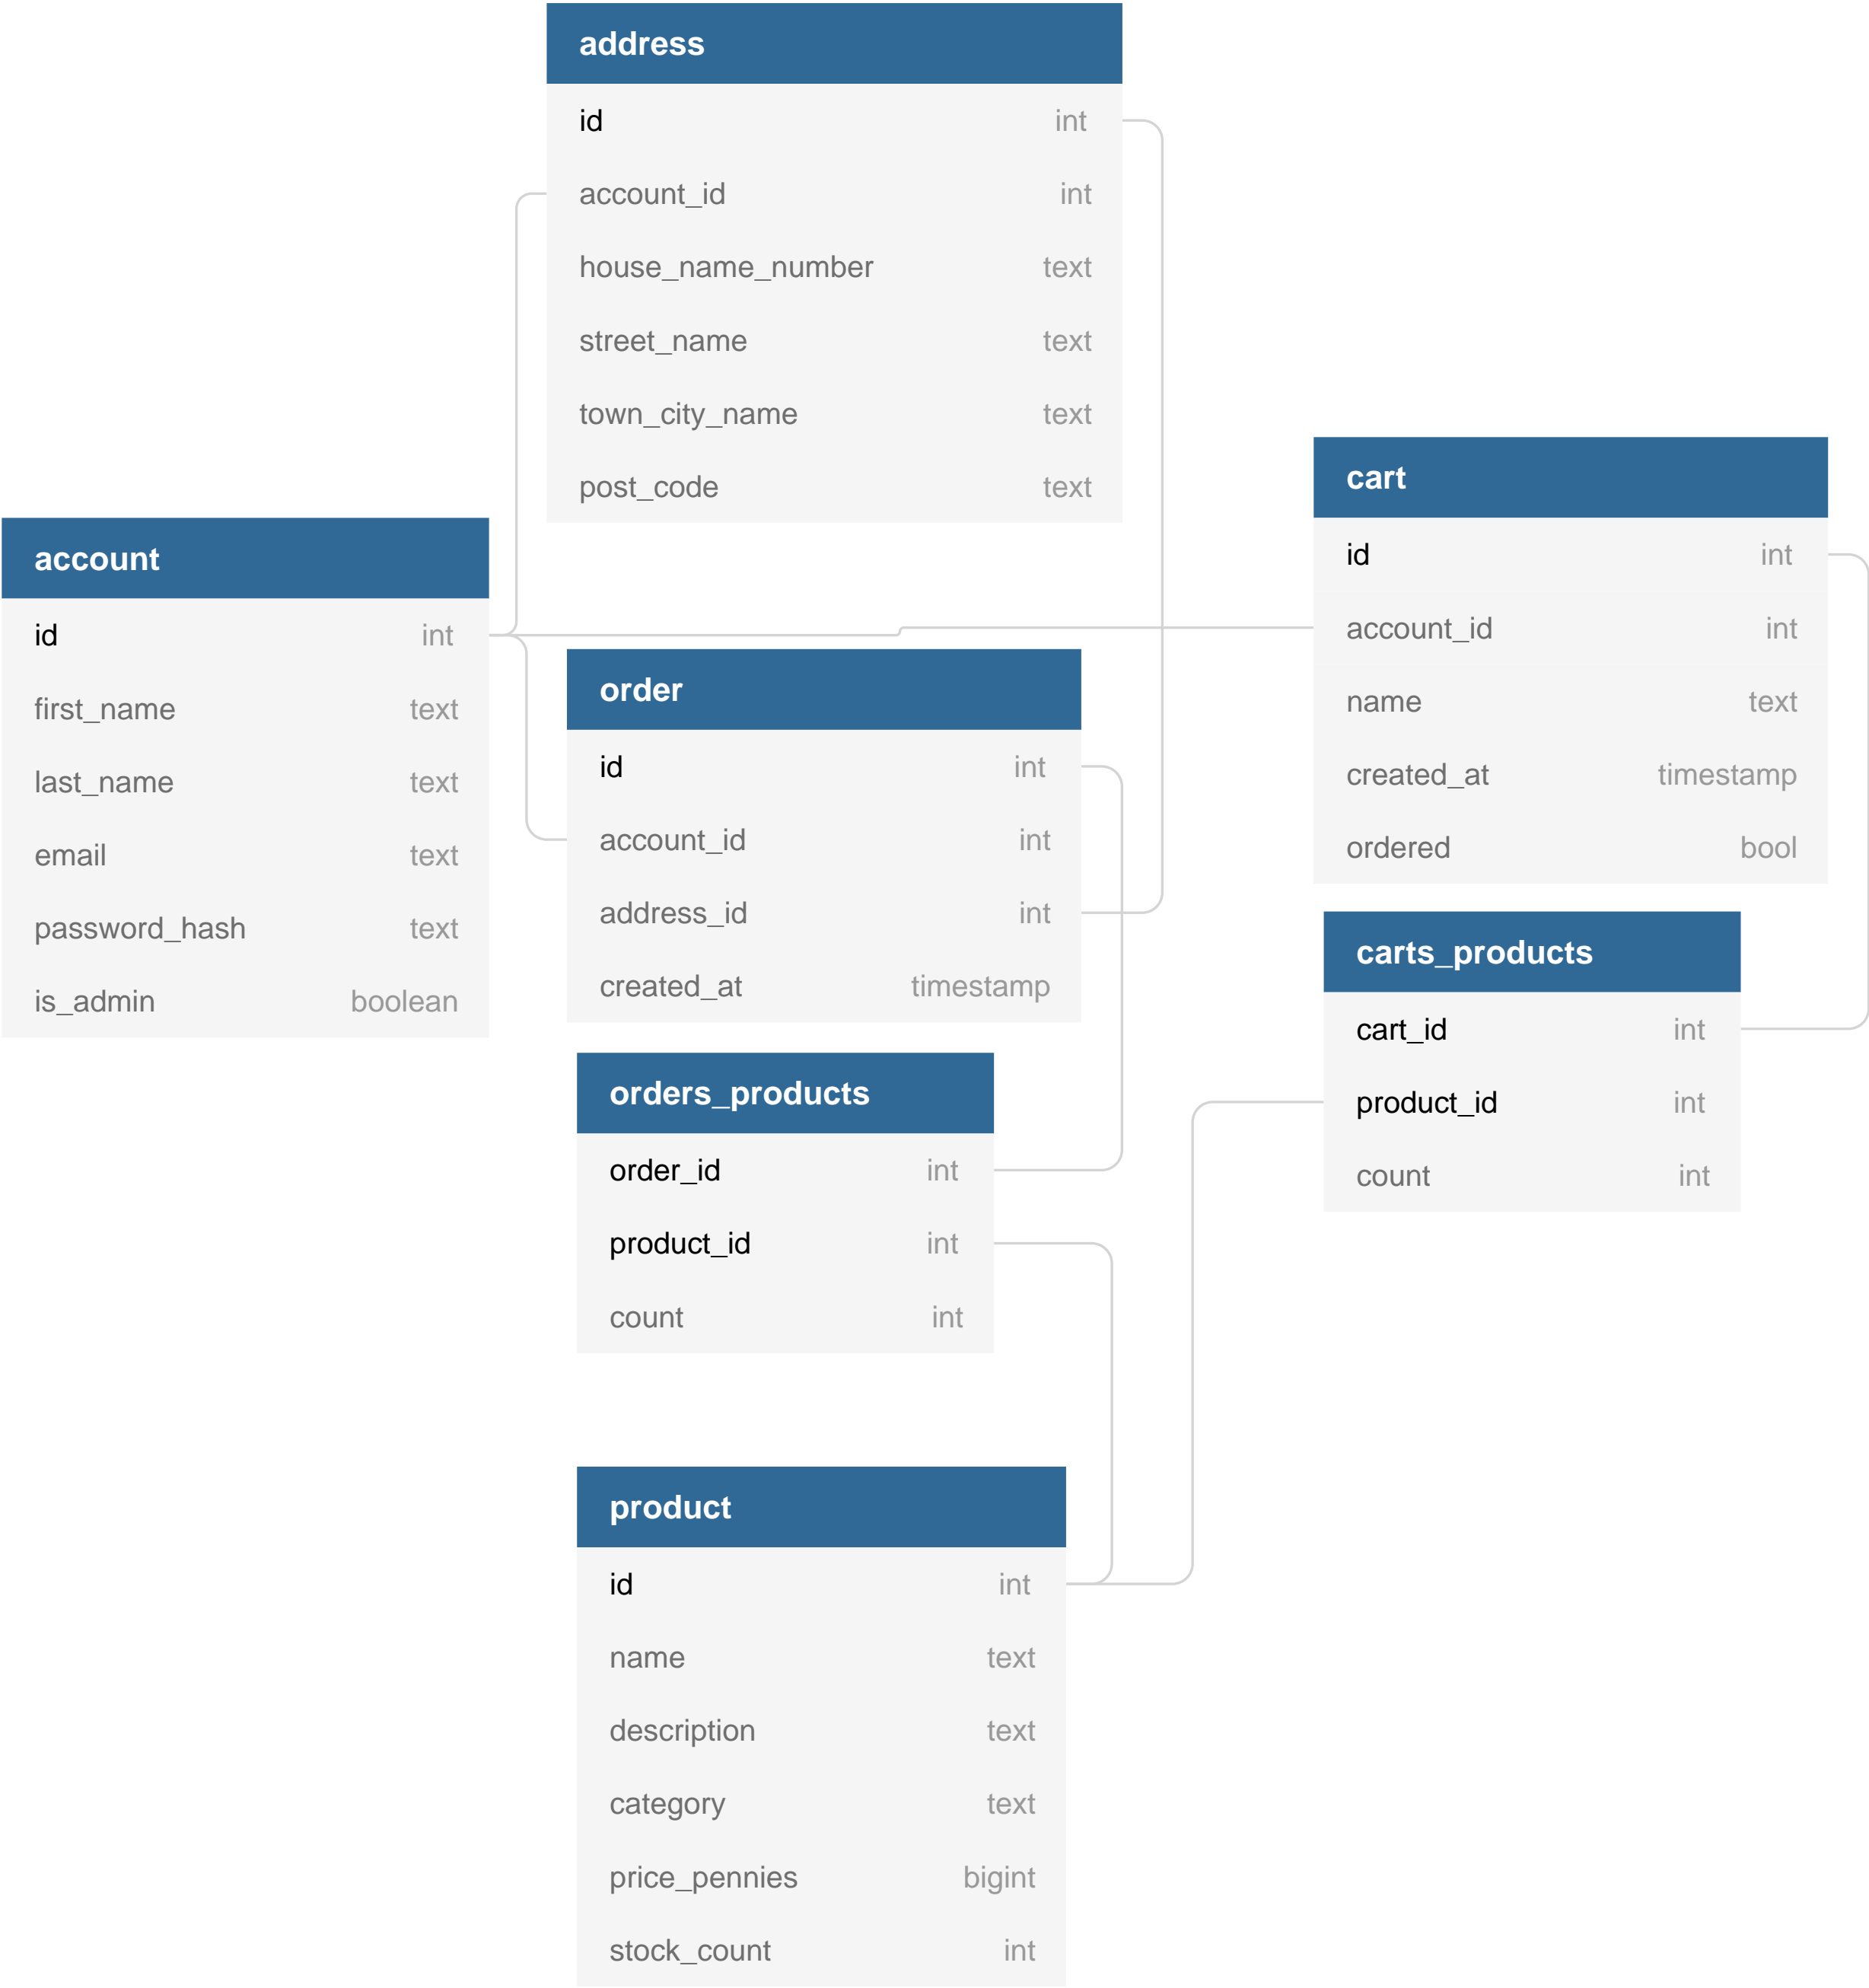 address
id int
account_id int
house_name_number text
street_name text
town_city_name text
post_code text
account
id int
first_name text
last_name text
email text
password_hash text
is_admin boolean
order
id int
account_id int
address_id int
created_at timestamp
cart
id int
account_id int
name text
created_at timestamp
ordered bool
carts_products
cart_id int
product_id int
count int
orders_products
order_id int
product_id int
count int
product
id int
name text
description text
category text
price_pennies bigint
stock_count int